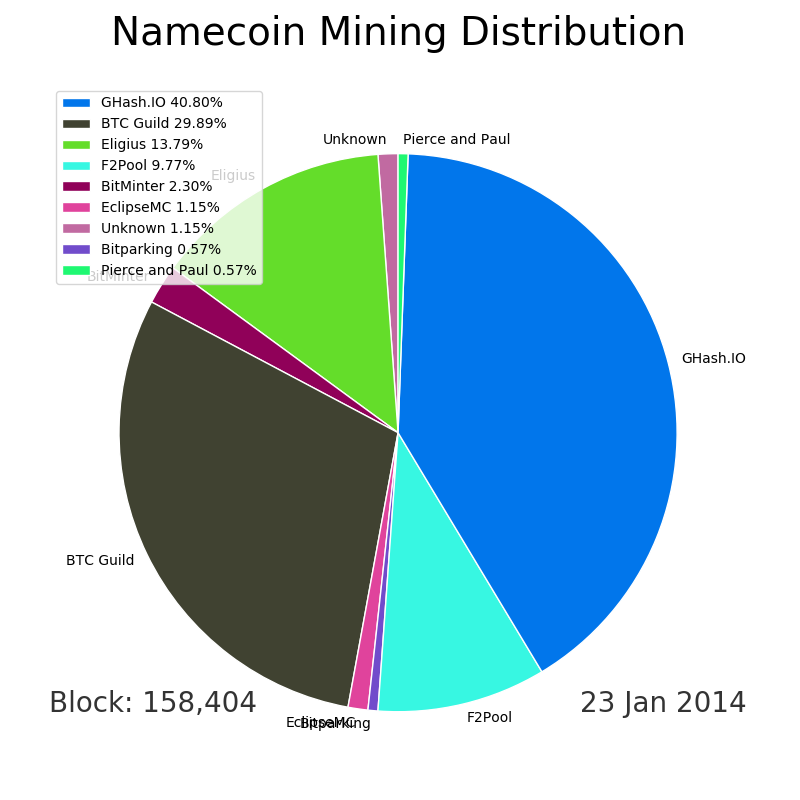 Namecoin Mining Distribution
GHash.IO 40.80%
BTC Guild 29.89%
Eligius 13.79%
F2Pool 9.77%
BitMinter 2.30%
EclipseMC 1.15%
Unknown 1.15%
Bitparking 0.57%
Pierce and Paul 0.57%
Unknown
Pierce and Paul
Eligius
BitMinter
GHash.IO
BTC Guild
F2Pool
EclipseMC
Bitparking
Block: 158,404
23 Jan 2014